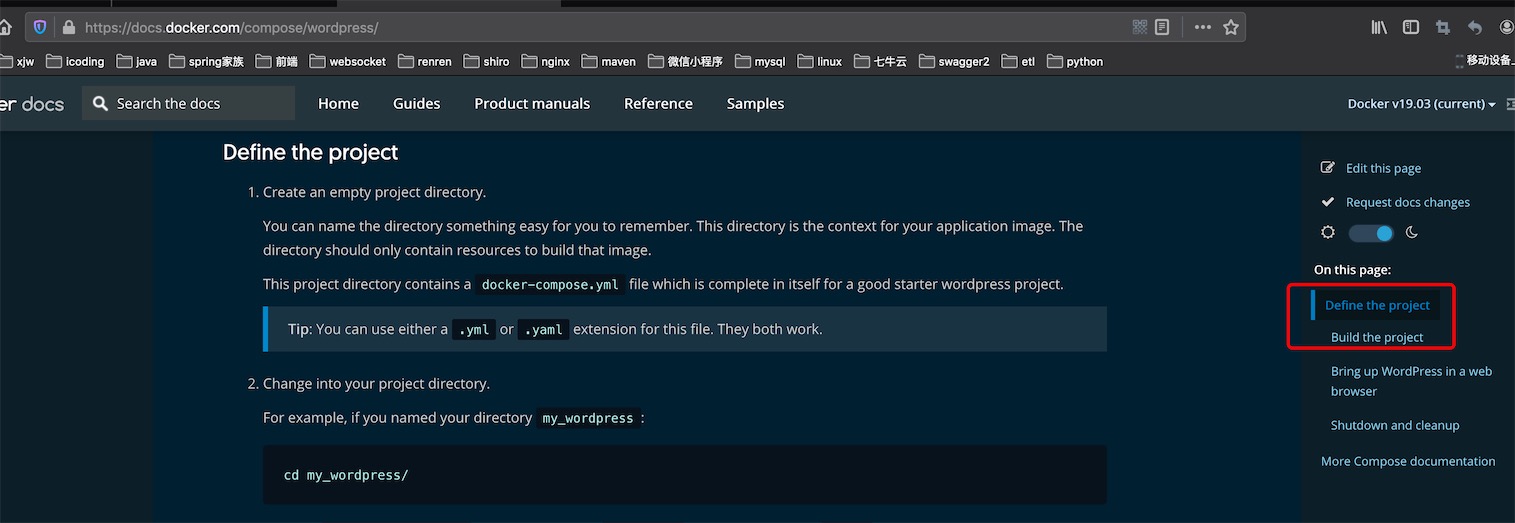 https://docs.docker.com/compose/wordpress/
xjw icoding java spring家族 前端 websocket renren shiro nginx maven 微信小程序 mysql linux 七牛云 swagger2 etl python 移动设备
er docs Search the docs Home Guides Product manuals Reference Samples Docker v19.03 (current)
Define the project
1. Create an empty project directory.
You can name the directory something easy for you to remember. This directory is the context for your application image. The
directory should only contain resources to build that image.
This project directory contains a docker-compose.yml file which is complete in itself for a good starter wordpress project.
Tip: You can use either a .yml or .yaml extension for this file. They both work.
2. Change into your project directory.
For example, if you named your directory my_wordpress :
cd my_wordpress/
Edit this page
Request docs changes
On this page:
Define the project
Build the project
Bring up WordPress in a web
browser
Shutdown and cleanup
More Compose documentation